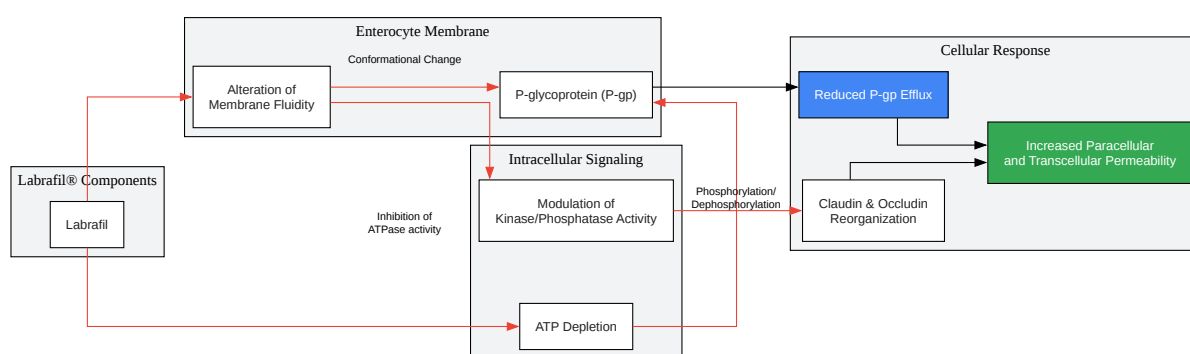 Enterocyte Membrane
Conformational Change
Alteration of
Membrane Fluidity
P-glycoprotein (P-gp)
Cellular Response
Reduced P-gp Efflux
Increased Paracellular
and Transcellular Permeability
Labrafil® Components
Labrafil
Intracellular Signaling
Modulation of
Kinase/Phosphatase Activity
Phosphorylation/
Dephosphorylation
Claudin & Occludin
Reorganization
Inhibition of
ATPase activity
ATP Depletion